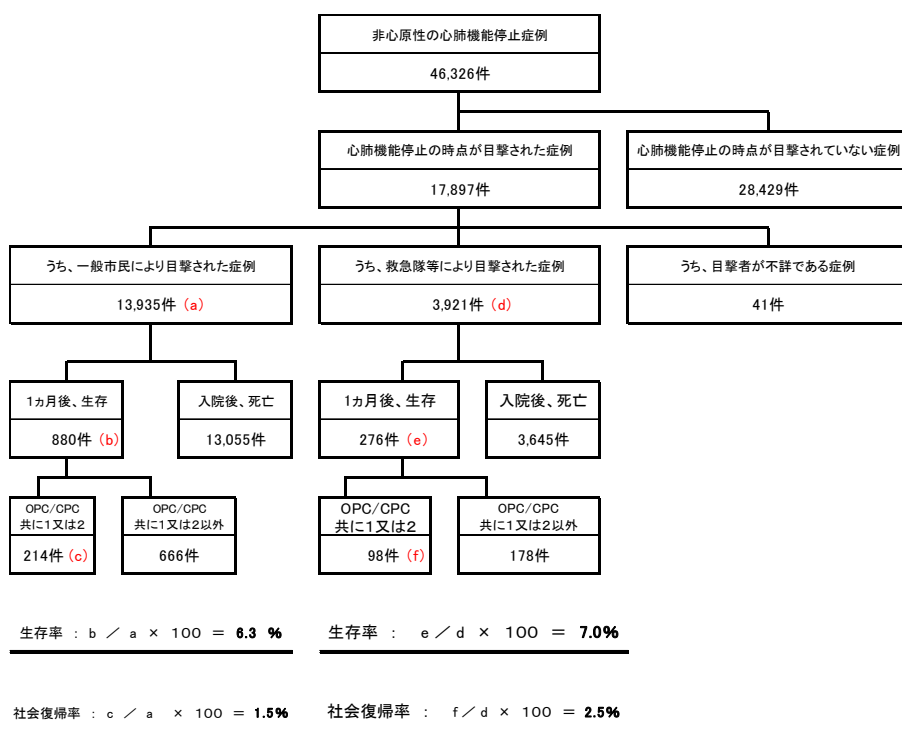 非心原性の心肺機能停止症例
46,326件
心肺機能停止の時点が目撃された症例
17,897件
心肺機能停止の時点が目撃されていない症例
28,429件
うち、一般市民により目撃された症例
13,935件 (a)
うち、救急隊等により目撃された症例
3,921件 (d)
うち、目撃者が不詳である症例
41件
1ヵ月後、生存
880件 (b)
入院後、死亡
13,055件
1ヵ月後、生存
276件 (e)
入院後、死亡
3,645件
OPC/CPC
共に1又は2
214件 (c)
OPC/CPC
共に1又は2以外
666件
OPC/CPC
共に1又は2
98件 (f)
OPC/CPC
共に1又は2以外
178件
生存率 : b / a × 100 = 6.3 %
生存率 : e/d × 100 = 7.0%
社会復帰率 : c / a × 100 = 1.5%
社会復帰率 : f/d × 100 = 2.5%